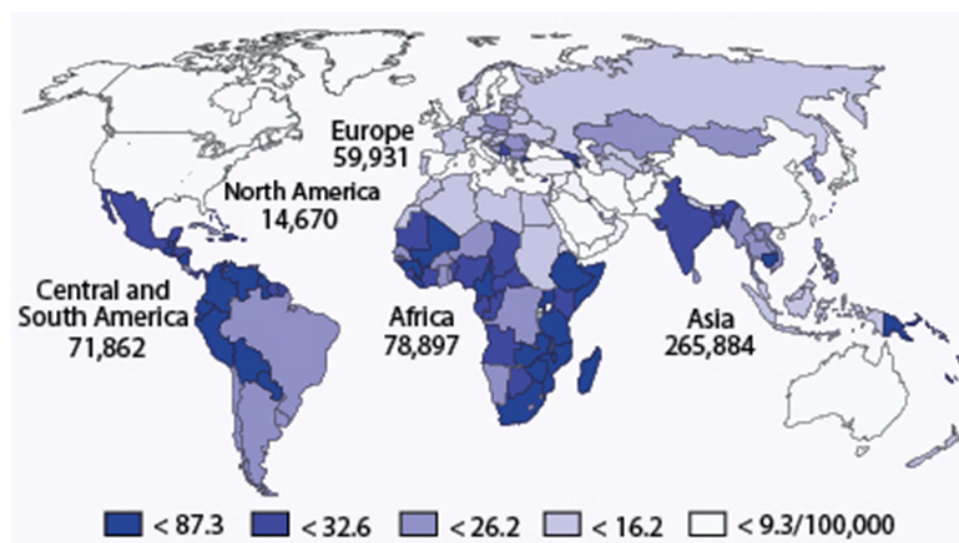 Europe
59,931
North America
14,670
Central and
South America
71,862
Africa
78,897
Asia
265,884
< 87.3
< 32.6
< 26.2
< 16.2
< 9.3/100,000